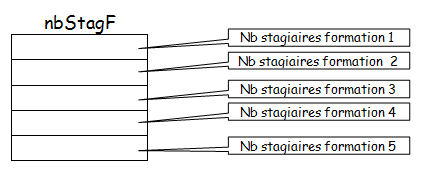 nbStagF
Nb stagiaires formation 1
Nb stagiaires formation 2
Nb stagiaires formation 3
Nb stagiaires formation 4
Nb stagiaires formation 5